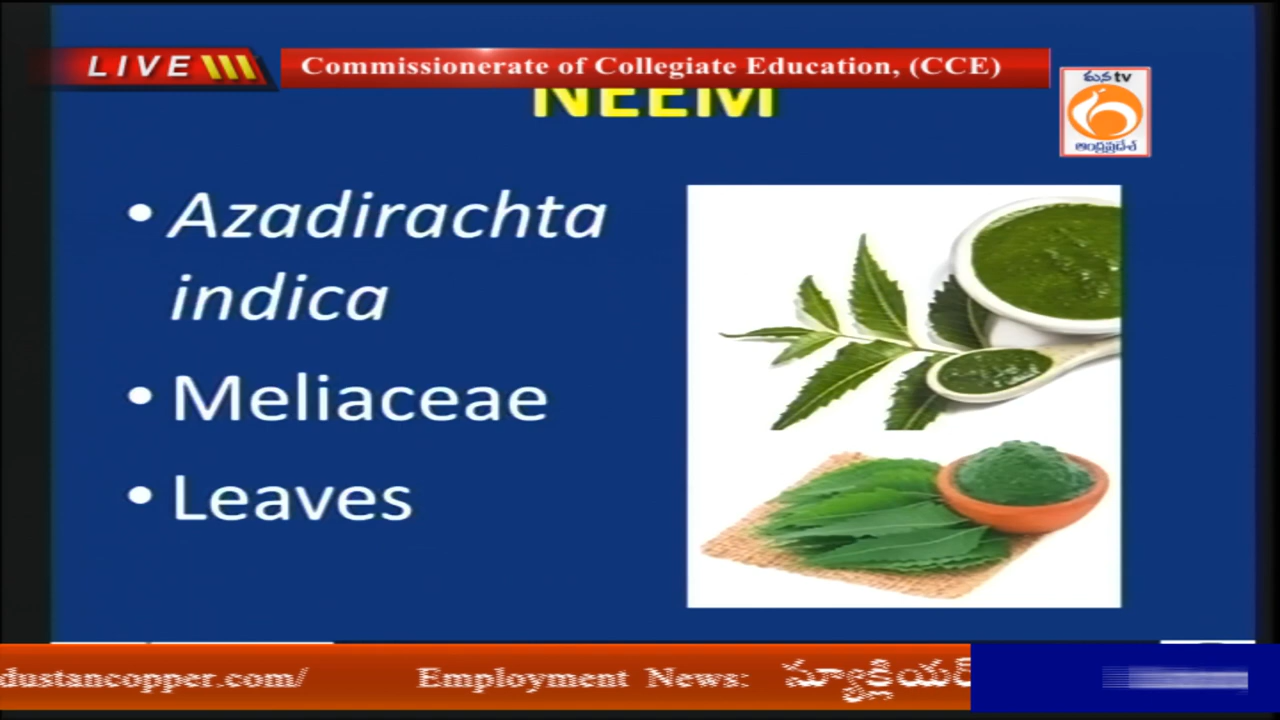 LIVE
Commissionerate of Collegiate Education, (CCE)
మన tv
ఆంధ్రప్రదేశ్
NEEM
• Azadirachta
indica
• Meliaceae
• Leaves
dustancopper.com/ Employment News: